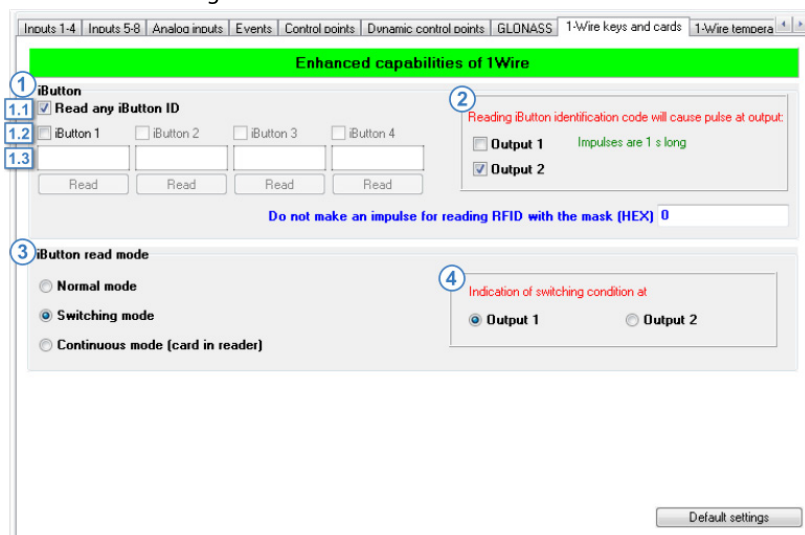 Inputs 1-4 Inputs 5-8 Analog inputs Events Control points Dynamic control points GLONASS 1-Wire keys and cards 1-Wire tempera
Enhanced capabilities of 1Wire
1 iButton
1.1 Read any iButton ID
1.2 iButton 1 iButton 2 iButton 3 iButton 4
1.3
Read Read Read Read
2
Reading iButton identification code will cause pulse at output:
Output 1 Impulses are 1 s long
Output 2
Do not make an impulse for reading RFID with the mask (HEX) 0
3 iButton read mode
Normal mode
Switching mode
Continuous mode (card in reader)
4
Indication of switching condition at
Output 1 Output 2
Default settings